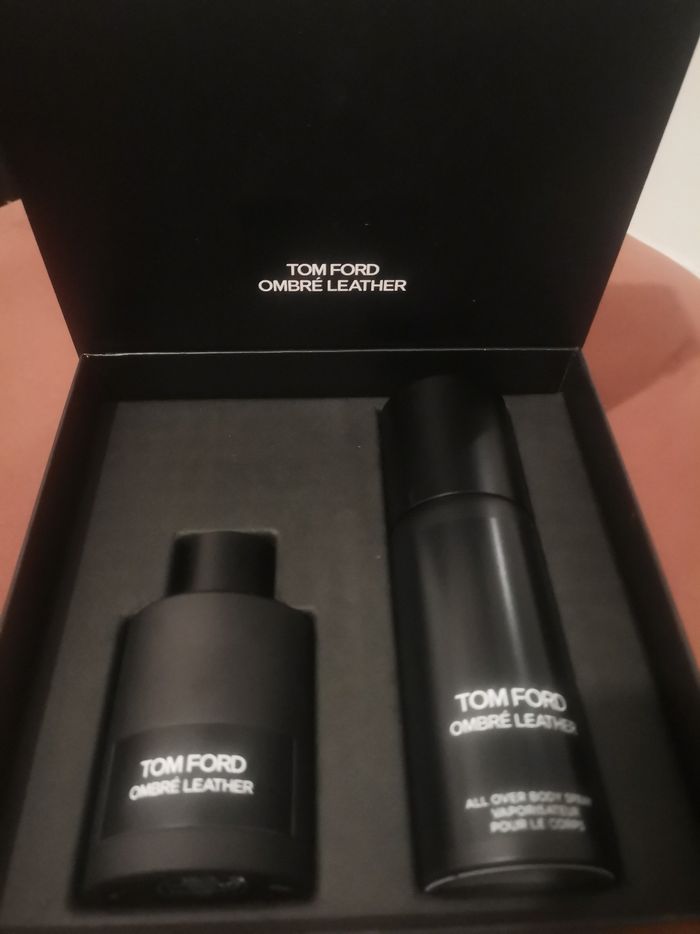 TOM FORD
OMBRÉ LEATHER
TOM FORD
OMBRÉ LEATHER
TOM FORD
OMBRÉ LEATHER
ALL OVER BODY SPRAY
VAPORISATEUR
POUR LE CORPS